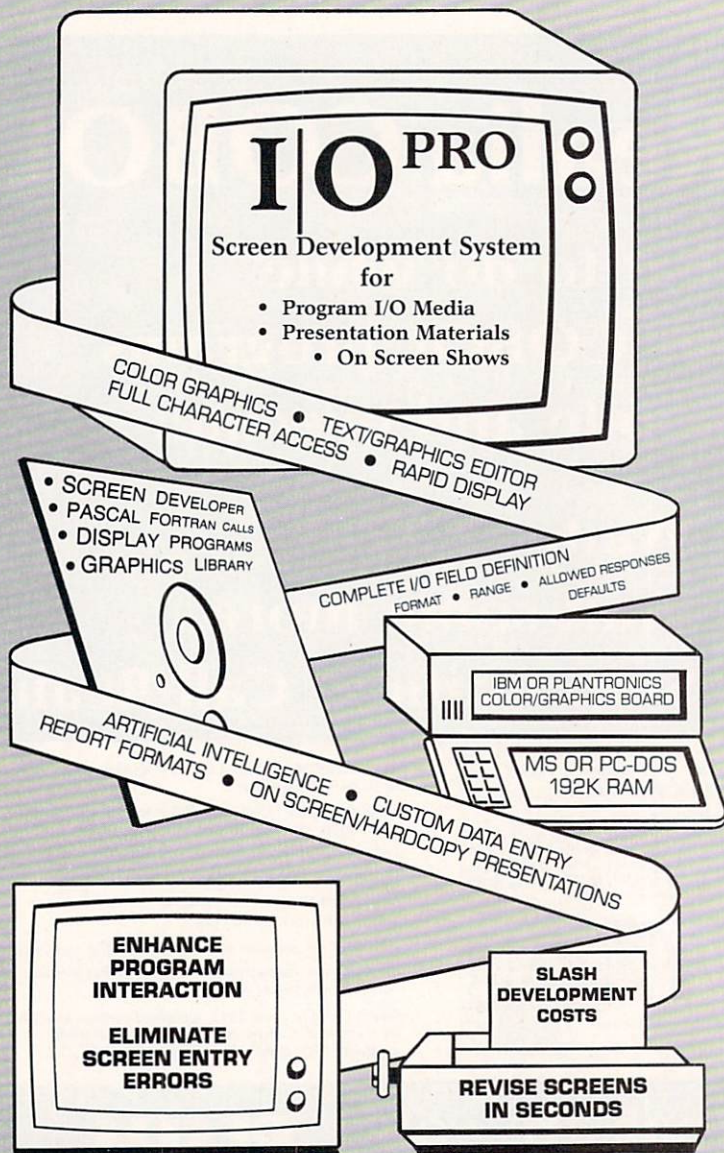 I/O PRO
Screen Development System
for
• Program I/O Media
• Presentation Materials
• On Screen Shows
COLOR GRAPHICS • TEXT/GRAPHICS EDITOR
FULL CHARACTER ACCESS • RAPID DISPLAY
• SCREEN DEVELOPER
• PASCAL FORTRAN CALLS
• DISPLAY PROGRAMS
• GRAPHICS LIBRARY
COMPLETE I/O FIELD DEFINITION
FORMAT • RANGE • ALLOWED RESPONSES
DEFAULTS
IBM OR PLANTRONICS
COLOR/GRAPHICS BOARD
MS OR PC-DOS
192K RAM
ARTIFICIAL INTELLIGENCE • CUSTOM DATA ENTRY
REPORT FORMATS • ON SCREEN/HARDCOPY PRESENTATIONS
ENHANCE
PROGRAM
INTERACTION
ELIMINATE
SCREEN ENTRY
ERRORS
SLASH
DEVELOPMENT
COSTS
REVISE SCREENS
IN SECONDS